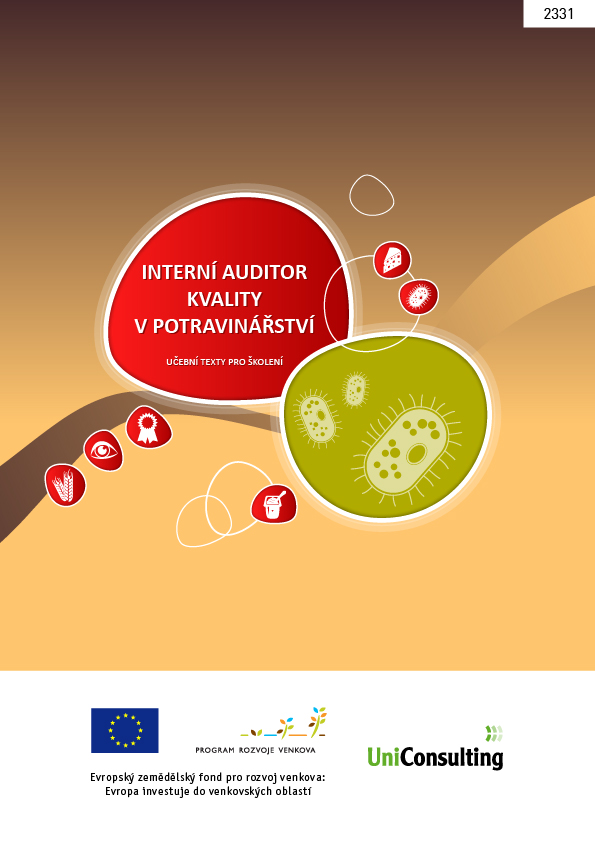 2331
INTERNÍ AUDITOR
KVALITY
V POTRAVINÁŘSTVÍ
UČEBNÍ TEXTY PRO ŠKOLENÍ
PROGRAM ROZVOJE VENKOVA
UniConsulting
Evropský zemědělský fond pro rozvoj venkova:
Evropa investuje do venkovských oblastí